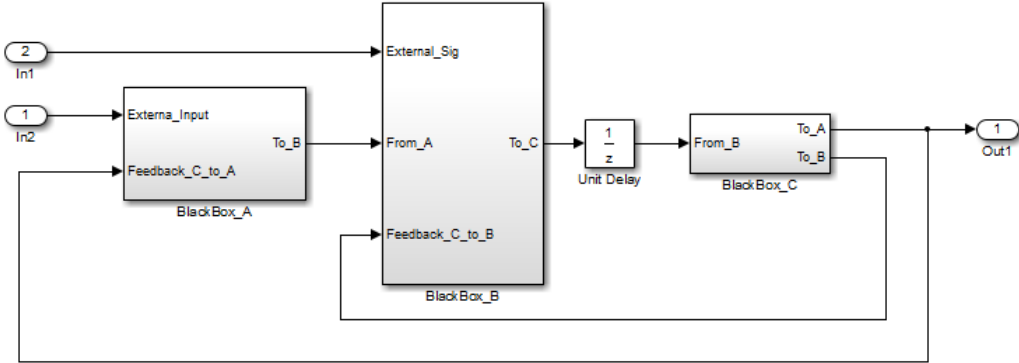 2
In1
External_Sig
1
In2
Externa_Input
To_B
Feedback_C_to_A
BlackBox_A
From_A
To_C
Feedback_C_to_B
BlackBox_B
1
z
Unit Delay
From_B
To_A
To_B
BlackBox_C
1
Out1